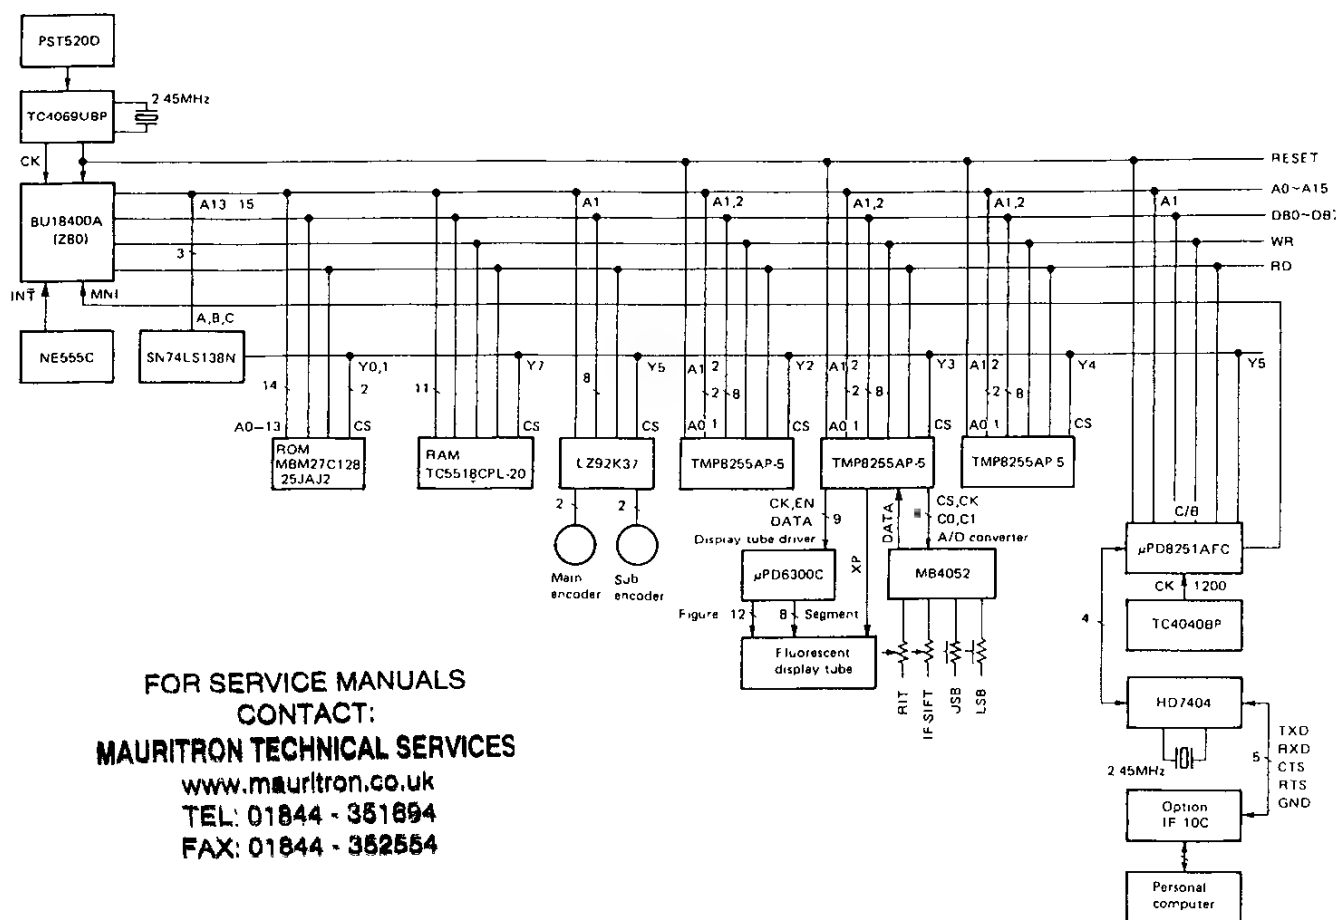 PST520D
TC4069UBP
2 45MHz
CK
BU18400A
(Z80)
INT
MNI
NE555C
SN74LS138N
A13 15
3
A,B,C
RESET
A0~A15
DB0~DB7
WR
RD
A1
A1,2
A1,2
A1,2
A1
Y0,1
Y7
Y5
Y2
Y3
Y4
Y5
14
2
11
8
A1 2
2
8
A1 2
2
8
A1 2
2
8
A0-13
CS
CS
CS
A0 1
CS
A0 1
CS
A0 1
CS
ROM
MBM27C128
25JAJ2
RAM
TC5518CPL-20
LZ92K37
TMP8255AP-5
TMP8255AP-5
TMP8255AP 5
2
2
Main
encoder
Sub
encoder
CK,EN
DATA
9
Display tube driver
XP
DATA
CS,CK
C0,C1
A/D converter
μPD6300C
MB4052
Figure
12
8
Segment
Fluorescent
display tube
RIT
IF SIFT
JSB
LSB
C/B
μPD8251AFC
CK
1200
TC4040BP
4
HD7404
2 45MHz
5
TXD
RXD
CTS
RTS
GND
Option
IF 10C
Personal
computer
FOR SERVICE MANUALS
CONTACT:
MAURITRON TECHNICAL SERVICES
www.mauritron.co.uk
TEL: 01844 - 351694
FAX: 01844 - 352554